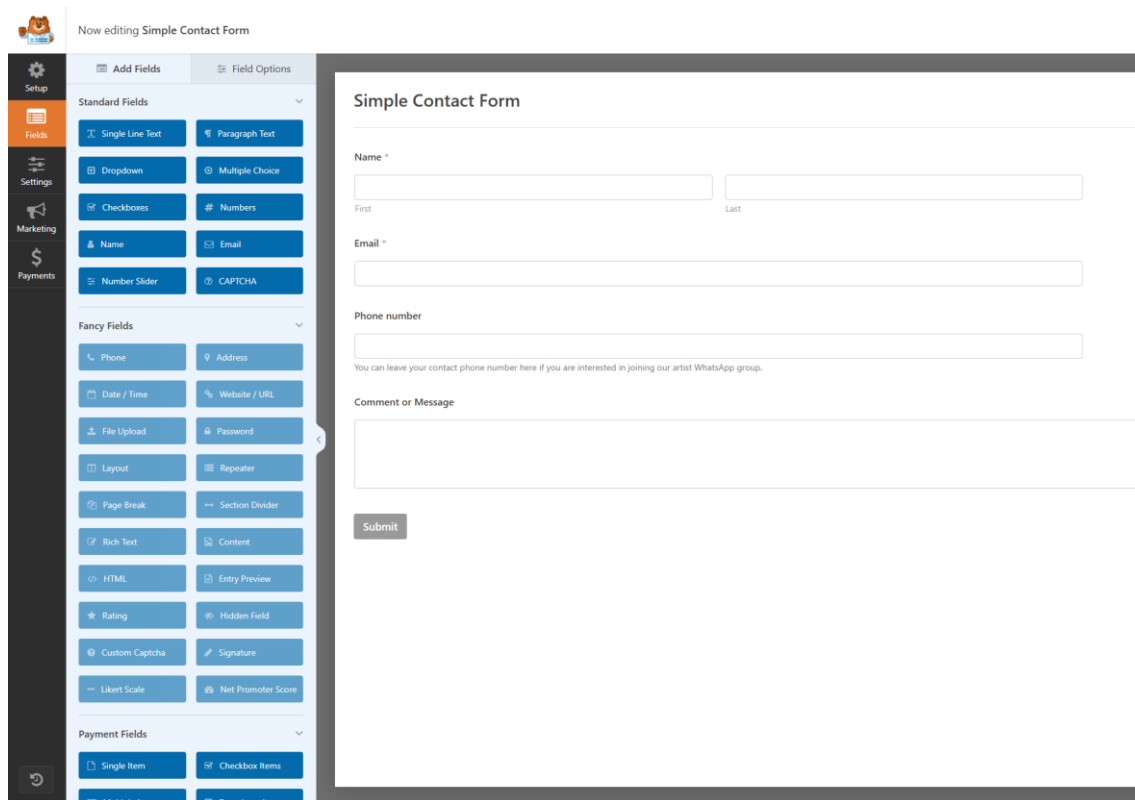 Now editing Simple Contact Form
Setup
Fields
Settings
Marketing
Payments
Add Fields
Field Options
Standard Fields
Single Line Text
Paragraph Text
Dropdown
Multiple Choice
Checkboxes
# Numbers
Name
Email
Number Slider
CAPTCHA
Fancy Fields
Phone
Address
Date / Time
Website / URL
File Upload
Password
Layout
Repeater
Page Break
Section Divider
Rich Text
Content
</> HTML
Entry Preview
Rating
Hidden Field
Custom Captcha
Signature
Likert Scale
Net Promoter Score
Payment Fields
Single Item
Checkbox Items
Simple Contact Form
Name *
First
Last
Email *
Phone number
You can leave your contact phone number here if you are interested in joining our artist WhatsApp group.
Comment or Message
Submit